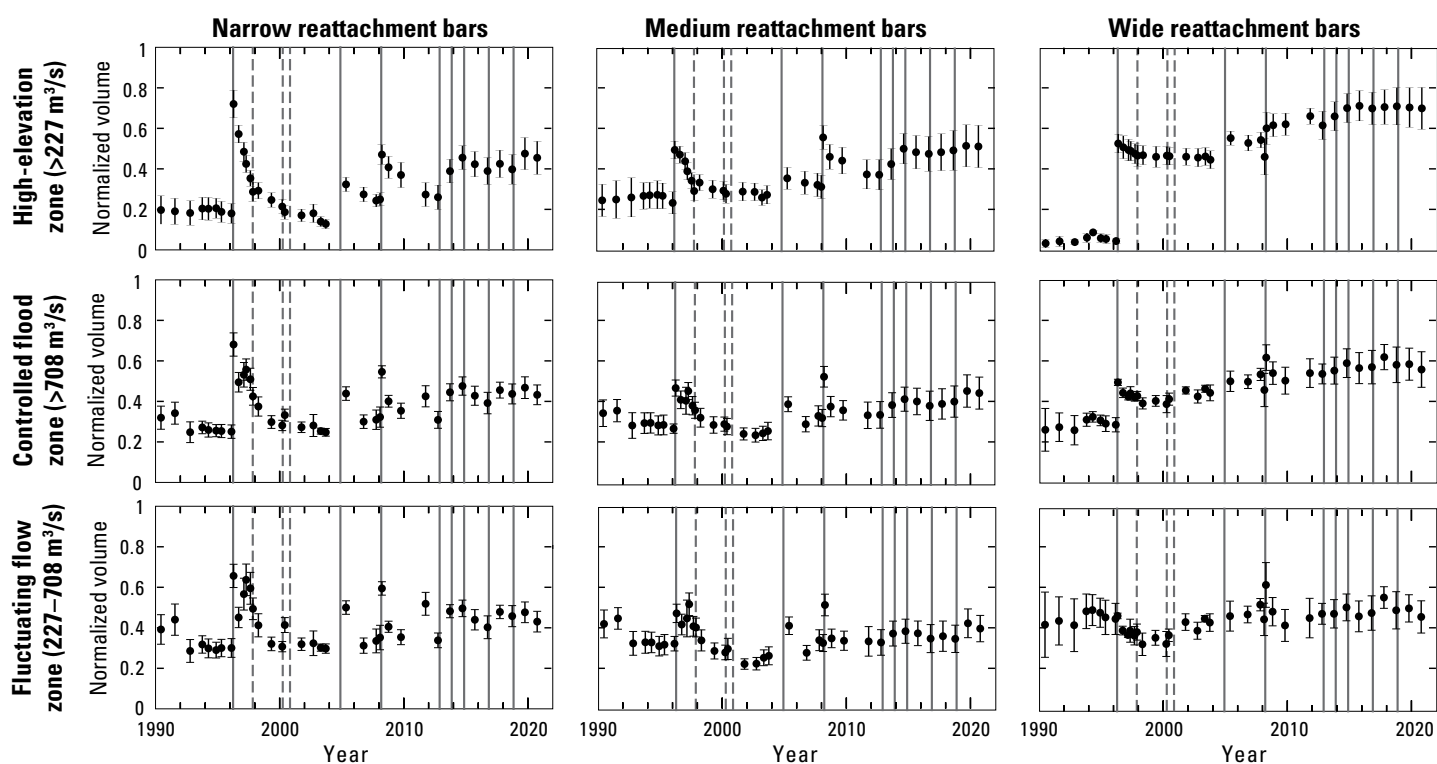 Narrow reattachment bars
Medium reattachment bars
Wide reattachment bars
High-elevation
zone (>227 m³/s)
Normalized volume
1
0.8
0.6
0.4
0.2
0
Controlled flood
zone (>708 m³/s)
Normalized volume
1
0.8
0.6
0.4
0.2
0
Fluctuating flow
zone (227–708 m³/s)
Normalized volume
1
0.8
0.6
0.4
0.2
0
1990 2000 2010 2020
Year
1990 2000 2010 2020
Year
1990 2000 2010 2020
Year